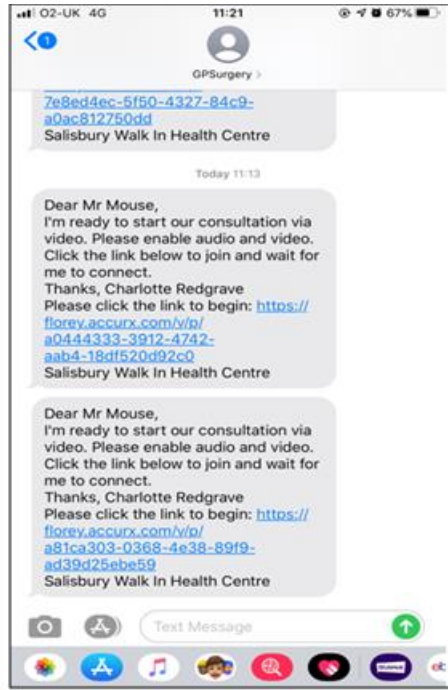 O2-UK 4G 11:21 67%
1
GPSurgery >
7e8ed4ec-5f50-4327-84c9-
a0ac812750dd
Salisbury Walk In Health Centre
Today 11:13
Dear Mr Mouse,
I'm ready to start our consultation via
video. Please enable audio and video.
Click the link below to join and wait for
me to connect.
Thanks, Charlotte Redgrave
Please click the link to begin: https://
florey.accurx.com/v/p/
a0444333-3912-4742-
aab4-18df520d92c0
Salisbury Walk In Health Centre
Dear Mr Mouse,
I'm ready to start our consultation via
video. Please enable audio and video.
Click the link below to join and wait for
me to connect.
Thanks, Charlotte Redgrave
Please click the link to begin: https://
florey.accurx.com/v/p/
a81ca303-0368-4e38-89f9-
ad39d25ebe59
Salisbury Walk In Health Centre
Text Message